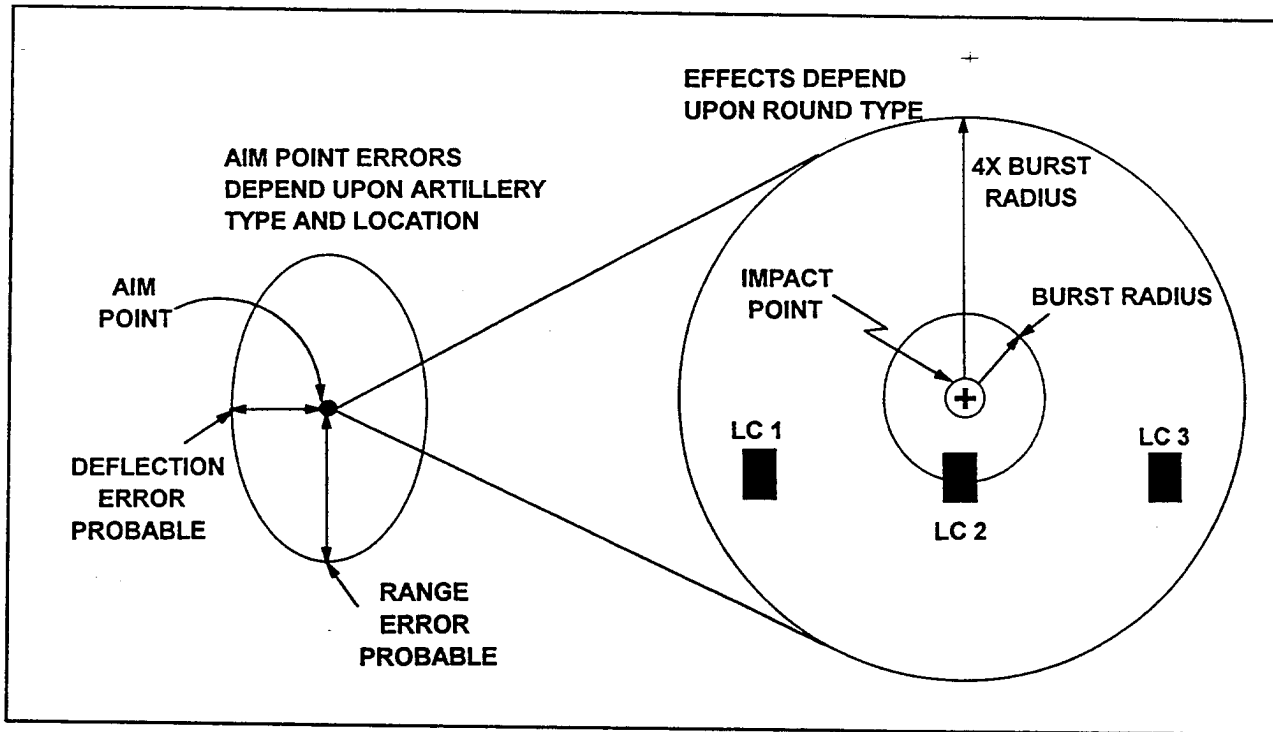 EFFECTS DEPEND
UPON ROUND TYPE
AIM POINT ERRORS
DEPEND UPON ARTILLERY
TYPE AND LOCATION
4X BURST
RADIUS
AIM
POINT
IMPACT
POINT
BURST RADIUS
LC 1
LC 3
DEFLECTION
ERROR
PROBABLE
LC 2
RANGE
ERROR
PROBABLE